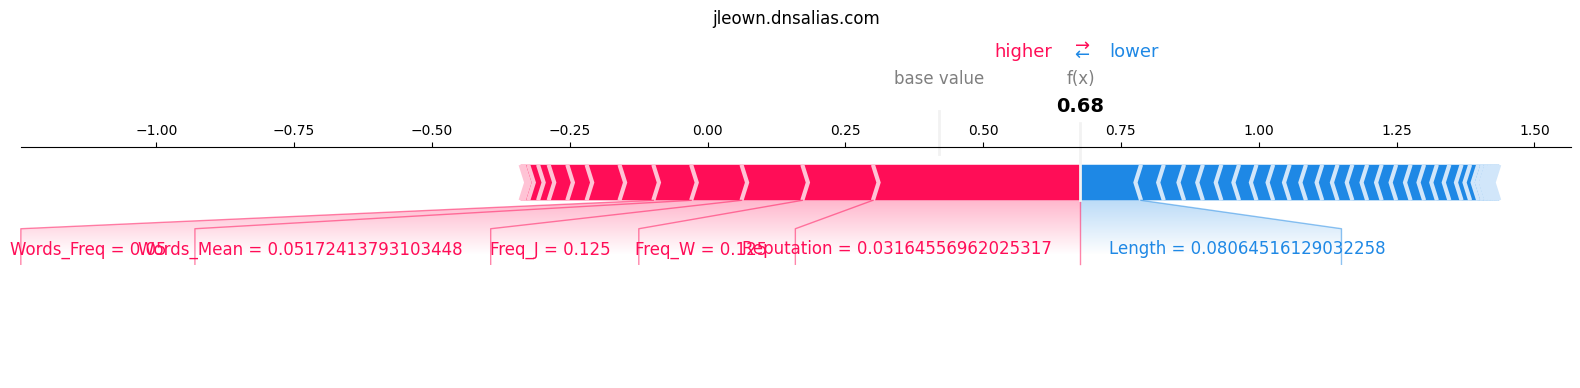 jleown.dnsalias.com
higher ⇄ lower
base value f(x)
0.68
−1.00 −0.75 −0.50 −0.25 0.00 0.25 0.50 0.75 1.00 1.25 1.50
Words_Freq = 0.05 Words_Mean = 0.05172413793103448 Freq_J = 0.125 Freq_W = 0.125 Reputation = 0.03164556962025317 Length = 0.08064516129032258